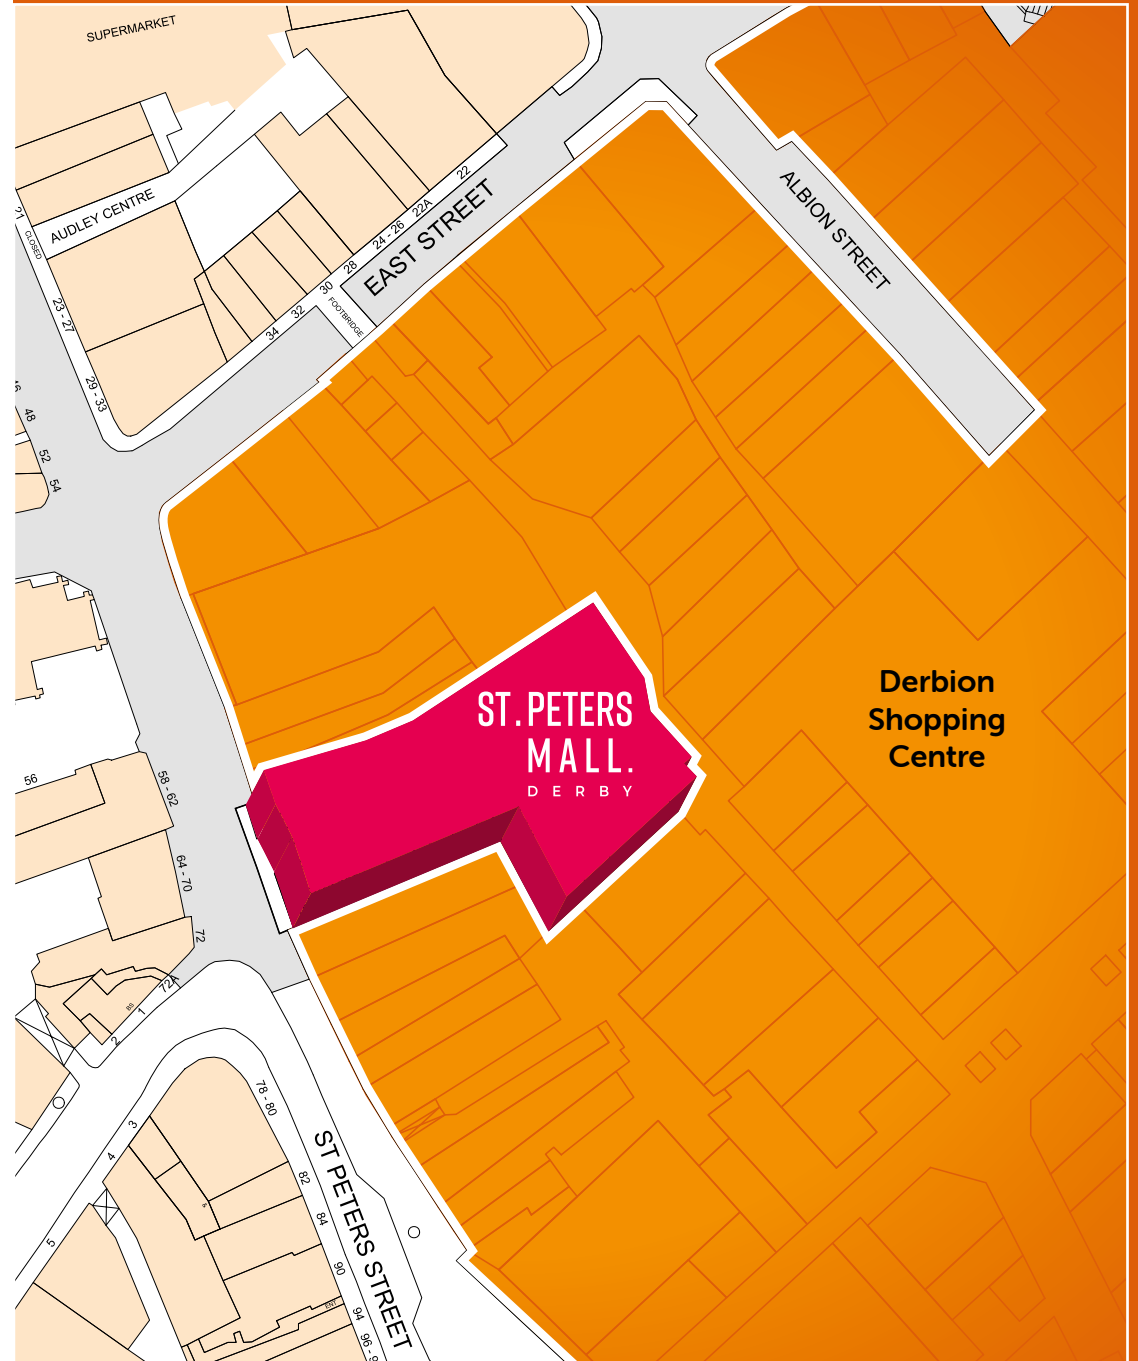 SUPERMARKET
AUDLEY CENTRE
21
CLOSED
23 - 27
29 - 33
22
22A
24 - 26
28
30
32
34
EAST STREET
FOOTBRIDGE
ALBION STREET
48
52
54
56
58 - 62
64 - 70
72
72A
1
2
3
4
5
ST. PETERS
MALL.
DERBY
Derbion
Shopping
Centre
78 - 80
82
84
90
94
ST PETERS STREET